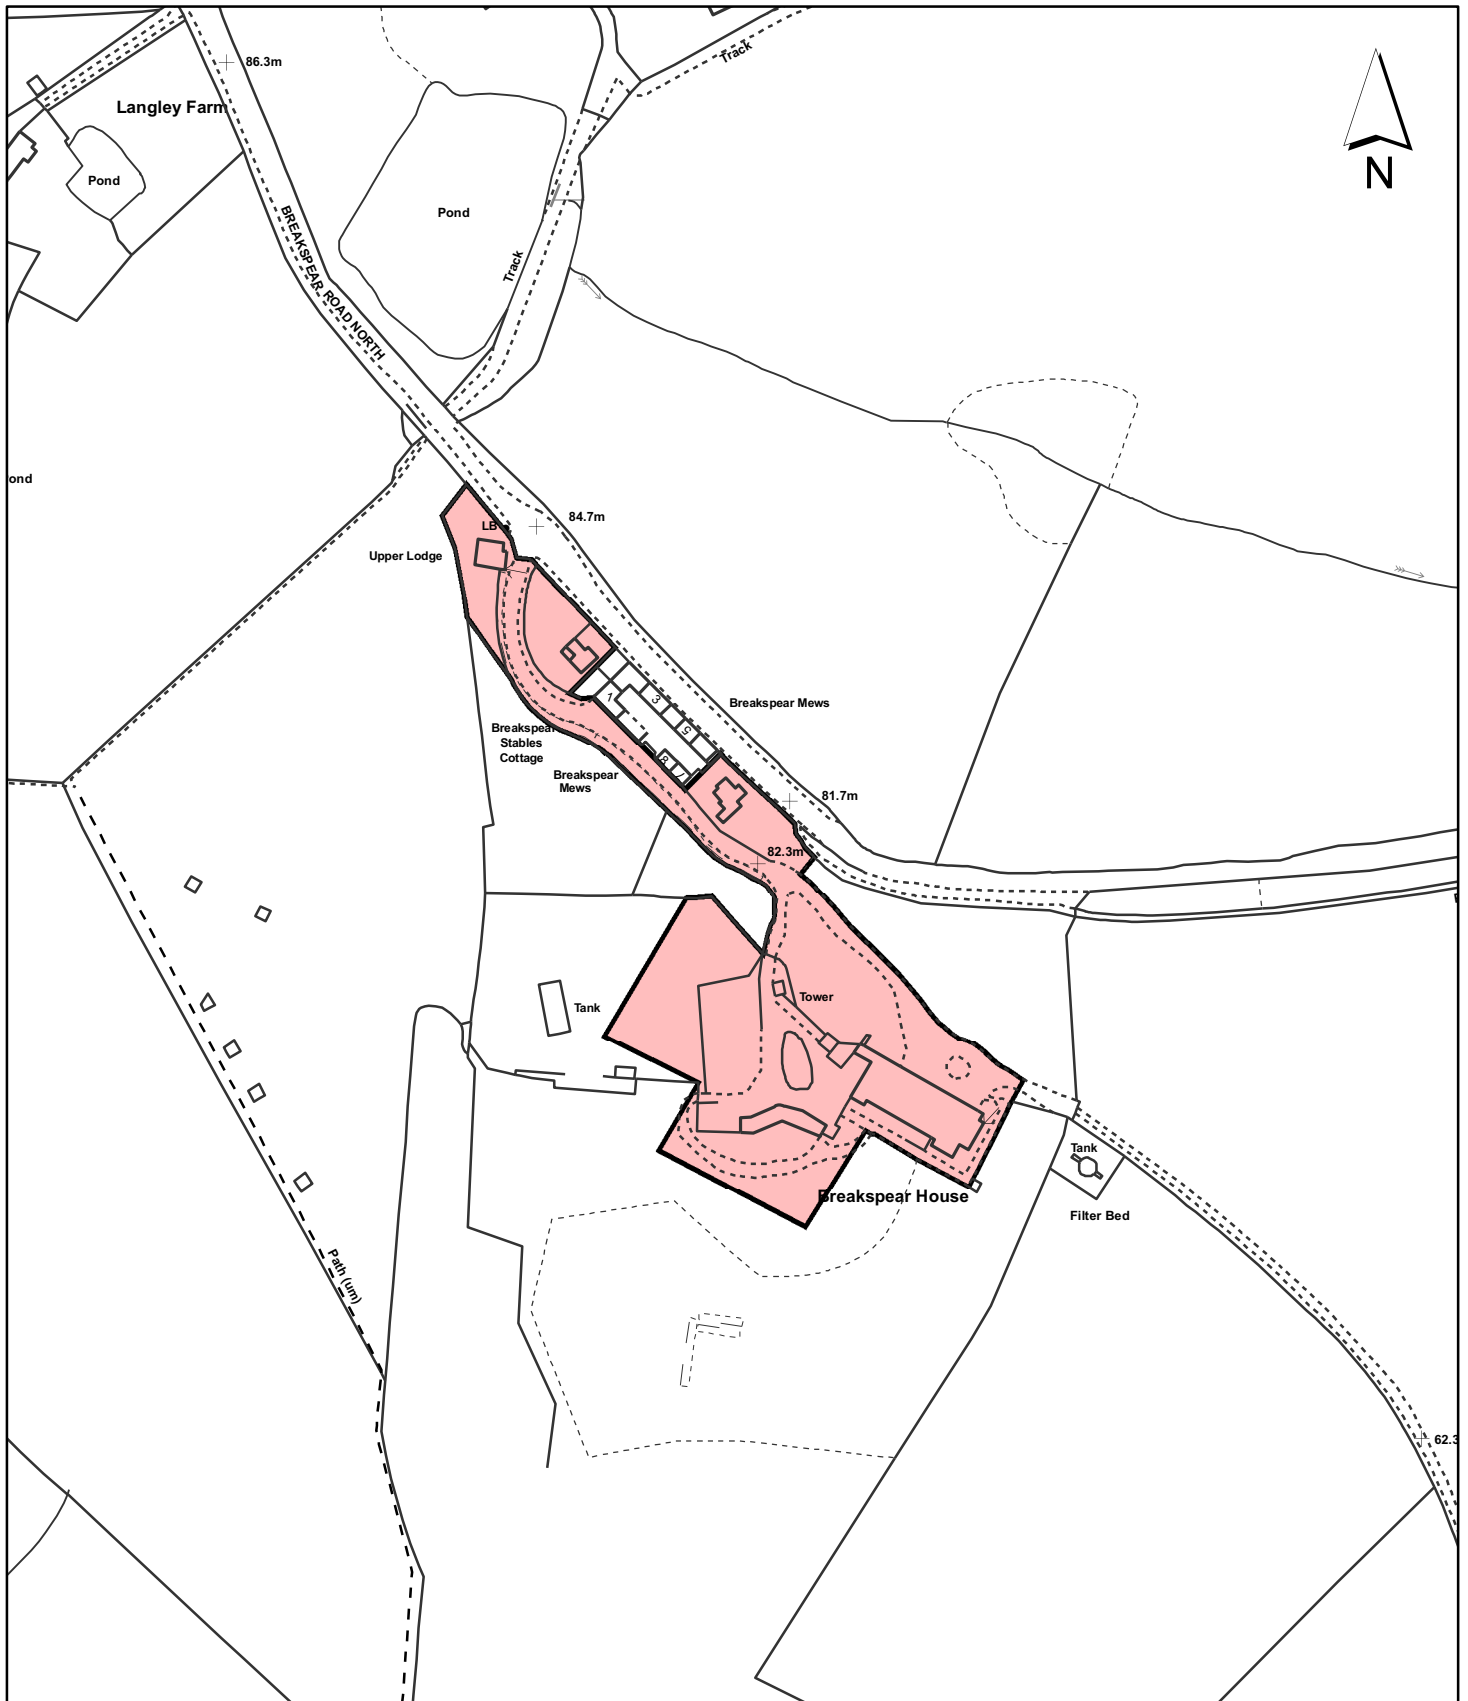 Track
86.3m
Langley Farm
N
Pond
Pond
BREAKSPEAR ROAD NORTH
Track
ond
84.7m
LB
Upper Lodge
1
3
5
8
7
Breakspear Mews
Breakspear
Stables
Cottage
Breakspear
Mews
81.7m
82.3m
Tower
Tank
Tank
Breakspear House
Filter Bed
Path (um)
62.3